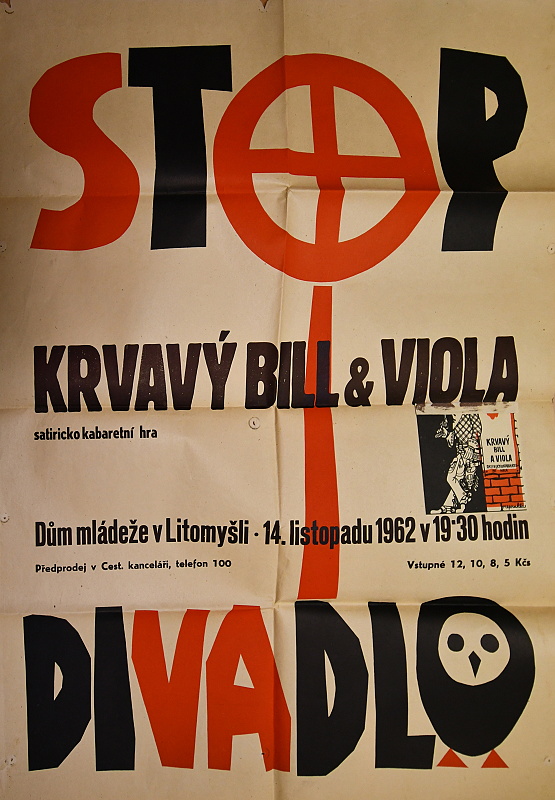 STOP
KRVAVÝ BILL & VIOLA
satiricko kabaretní hra
KRVAVÝ
BILL
A VIOLA
Dům mládeže v Litomyšli · 14. listopadu 1962 v 19·30 hodin
Předprodej v Cest. kanceláři, telefon 100
Vstupné 12, 10, 8, 5 Kčs
DIVADLO